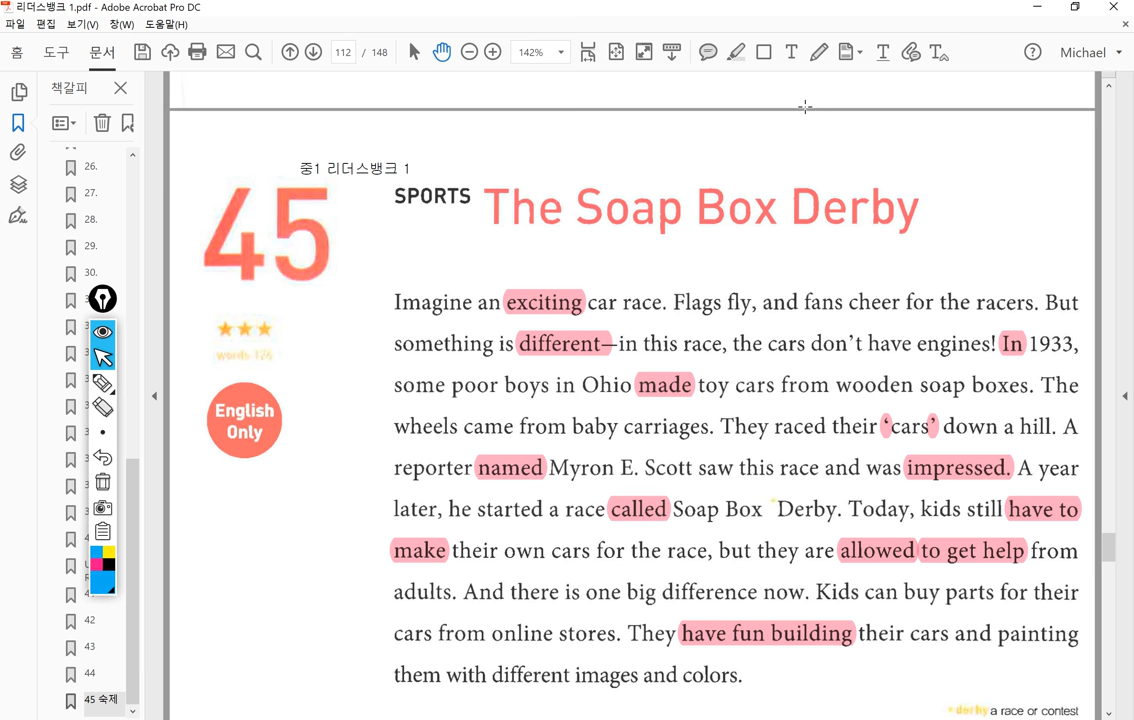 리더스뱅크 1.pdf - Adobe Acrobat Pro DC
파일 편집 보기(V) 창(W) 도움말(H)
홈 도구 문서 112 / 148 142% Michael
책갈피
26.
27.
28.
29.
30.
42
43
44
45 숙제
중1 리더스뱅크 1
45
SPORTS The Soap Box Derby
words 126
English
Only
Imagine an exciting car race. Flags fly, and fans cheer for the racers. But
something is different—in this race, the cars don’t have engines! In 1933,
some poor boys in Ohio made toy cars from wooden soap boxes. The
wheels came from baby carriages. They raced their ‘cars’ down a hill. A
reporter named Myron E. Scott saw this race and was impressed. A year
later, he started a race called Soap Box *Derby. Today, kids still have to
make their own cars for the race, but they are allowed to get help from
adults. And there is one big difference now. Kids can buy parts for their
cars from online stores. They have fun building their cars and painting
them with different images and colors.
* derby a race or contest